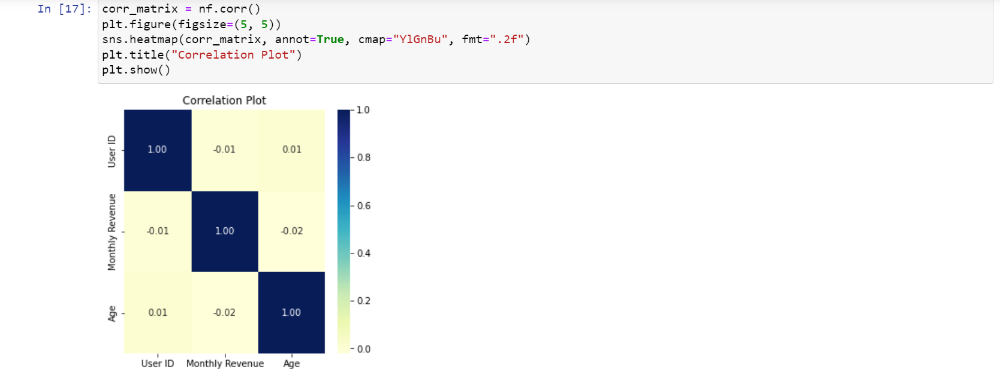 In [17]: corr_matrix = nf.corr()
plt.figure(figsize=(5, 5))
sns.heatmap(corr_matrix, annot=True, cmap="YlGnBu", fmt=".2f")
plt.title("Correlation Plot")
plt.show()
Correlation Plot
User ID
1.00 -0.01 0.01
Monthly Revenue
-0.01 1.00 -0.02
Age
0.01 -0.02 1.00
User ID Monthly Revenue Age
1.0
0.8
0.6
0.4
0.2
0.0